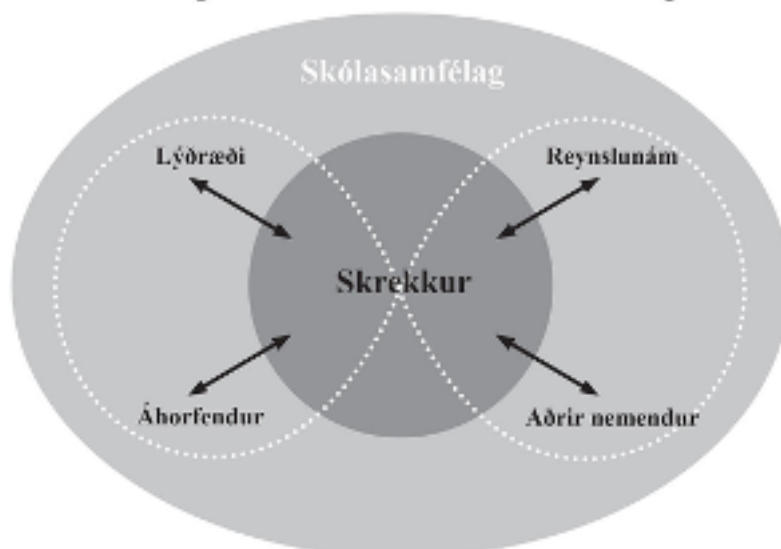 Skólasamfélag
Lýðræði
Reynslunám
Skrekkur
Áhorfendur
Aðrir nemendur